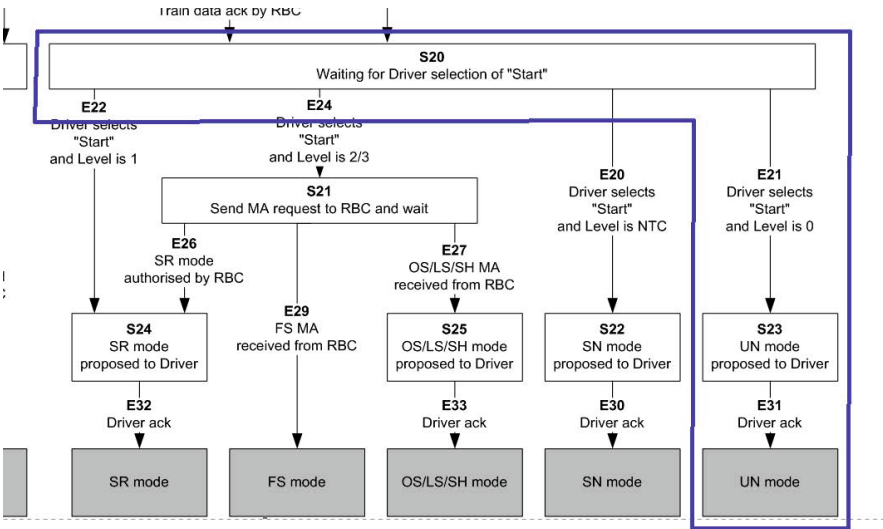 Train data ack by RBC
S20
Waiting for Driver selection of "Start"
E22
Driver selects
"Start"
and Level is 1
E24
Driver selects
"Start"
and Level is 2/3
E20
Driver selects
"Start"
and Level is NTC
E21
Driver selects
"Start"
and Level is 0
S21
Send MA request to RBC and wait
E26
SR mode
authorised by RBC
E29
FS MA
received from RBC
E27
OS/LS/SH MA
received from RBC
S24
SR mode
proposed to Driver
S25
OS/LS/SH mode
proposed to Driver
S22
SN mode
proposed to Driver
S23
UN mode
proposed to Driver
E32
Driver ack
E33
Driver ack
E30
Driver ack
E31
Driver ack
SR mode
FS mode
OS/LS/SH mode
SN mode
UN mode